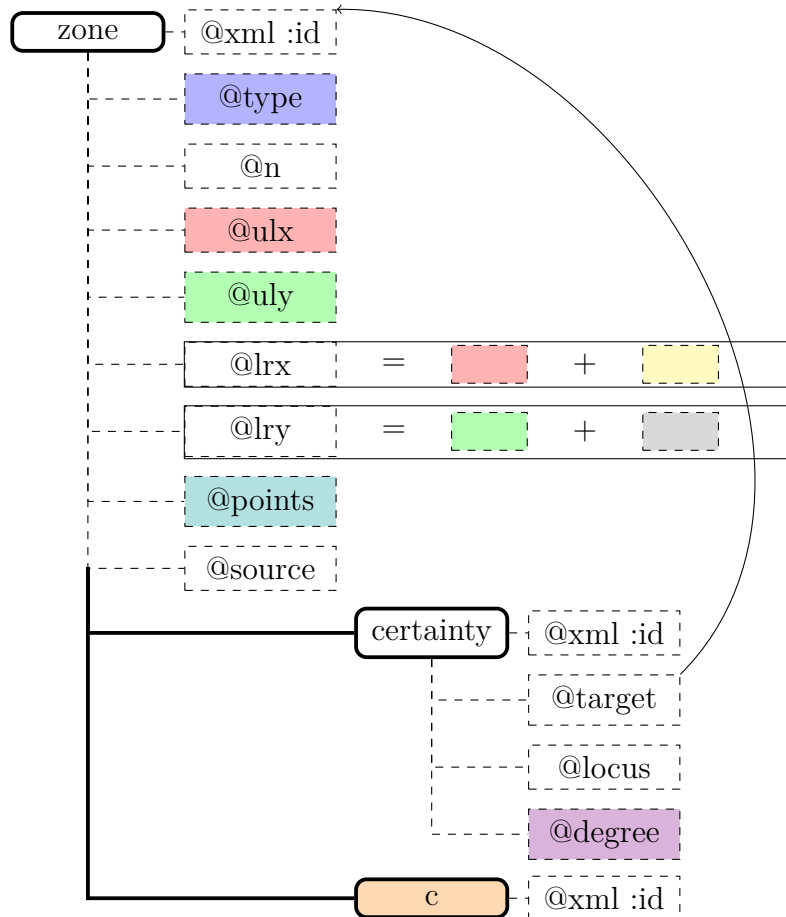 zone @xml :id
@type
@n
@ulx
@uly
@lrx = +
@lry = +
@points
@source
certainty @xml :id
@target
@locus
@degree
c @xml :id